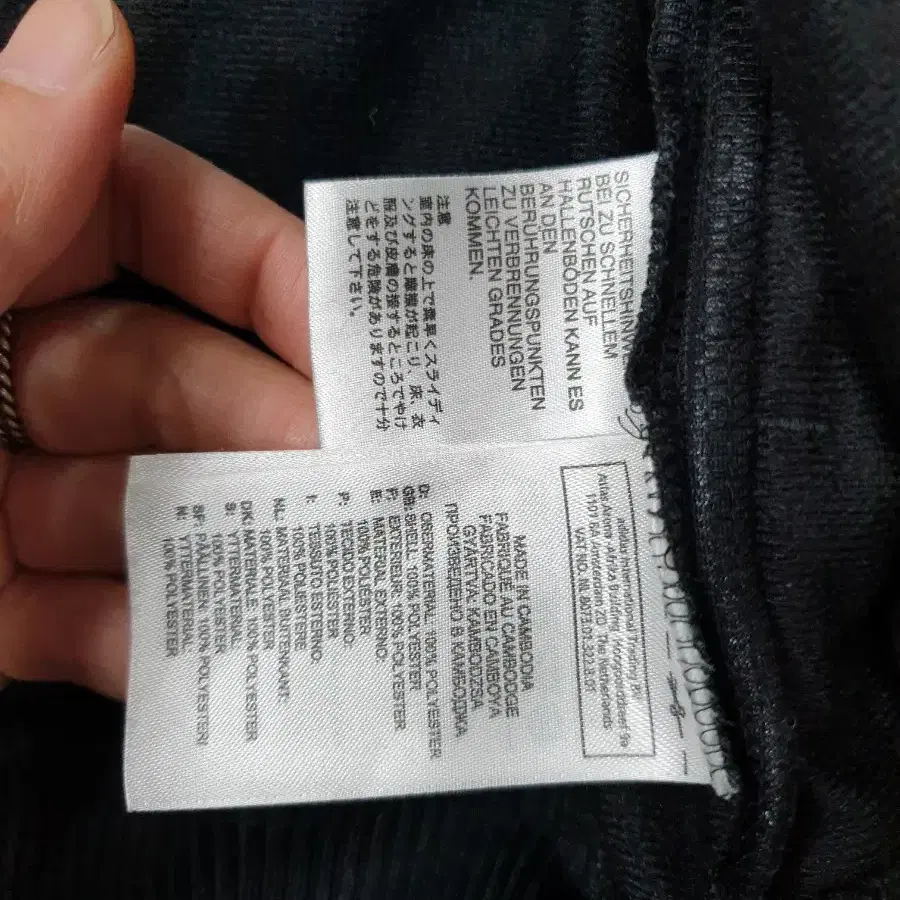 SICHERHEITSHINWE
BEI ZU SCHNELLEM
RUTSCHEN AUF
HALLENBÖDEN KANN ES
AN DEN
BERÜHRUNGSPUNKTEN
ZU VERBRENNUNGEN
LEICHTEN GRADES
KOMMEN.
注意
室内の床の上で素早くスライディ
ングすると摩擦が起こり、床、衣
服及び皮膚の接するところでやけ
どをする危険がありますので十分
注意して下さい。
adidas International Trading BV
Atlas Arena Afrika Building, Hoogoorddreef 9a
1101 BA Amsterdam ZO, The Netherlands
VAT NO. NL 8073.01.322.B.01
MADE IN CAMBODIA
FABRIQUÉ AU CAMBODGE
FABRICADO EN CAMBOYA
GYÁRTVA: KAMBODZSA
ПРОИЗВЕДЕНО В КАМБОДЖА
D: OBERMATERIAL: 100% POLYESTER
GB: SHELL: 100% POLYESTER
F: EXTERIEUR: 100% POLYESTER
E: MATERIAL EXTERNO:
100% POLIÉSTER
P: TECIDO EXTERNO:
100% POLIÉSTER
I: TESSUTO ESTERNO:
100% POLIESTERE
NL: MATERIAAL BUITENKANT:
100% POLYESTER
DK: MATERIALE: 100% POLYESTER
S: YTTERMATERIAL:
100% POLYESTER
SF: PÄÄLLINEN: 100% POLYESTERI
N: YTTERMATERIAL:
100% POLYESTER